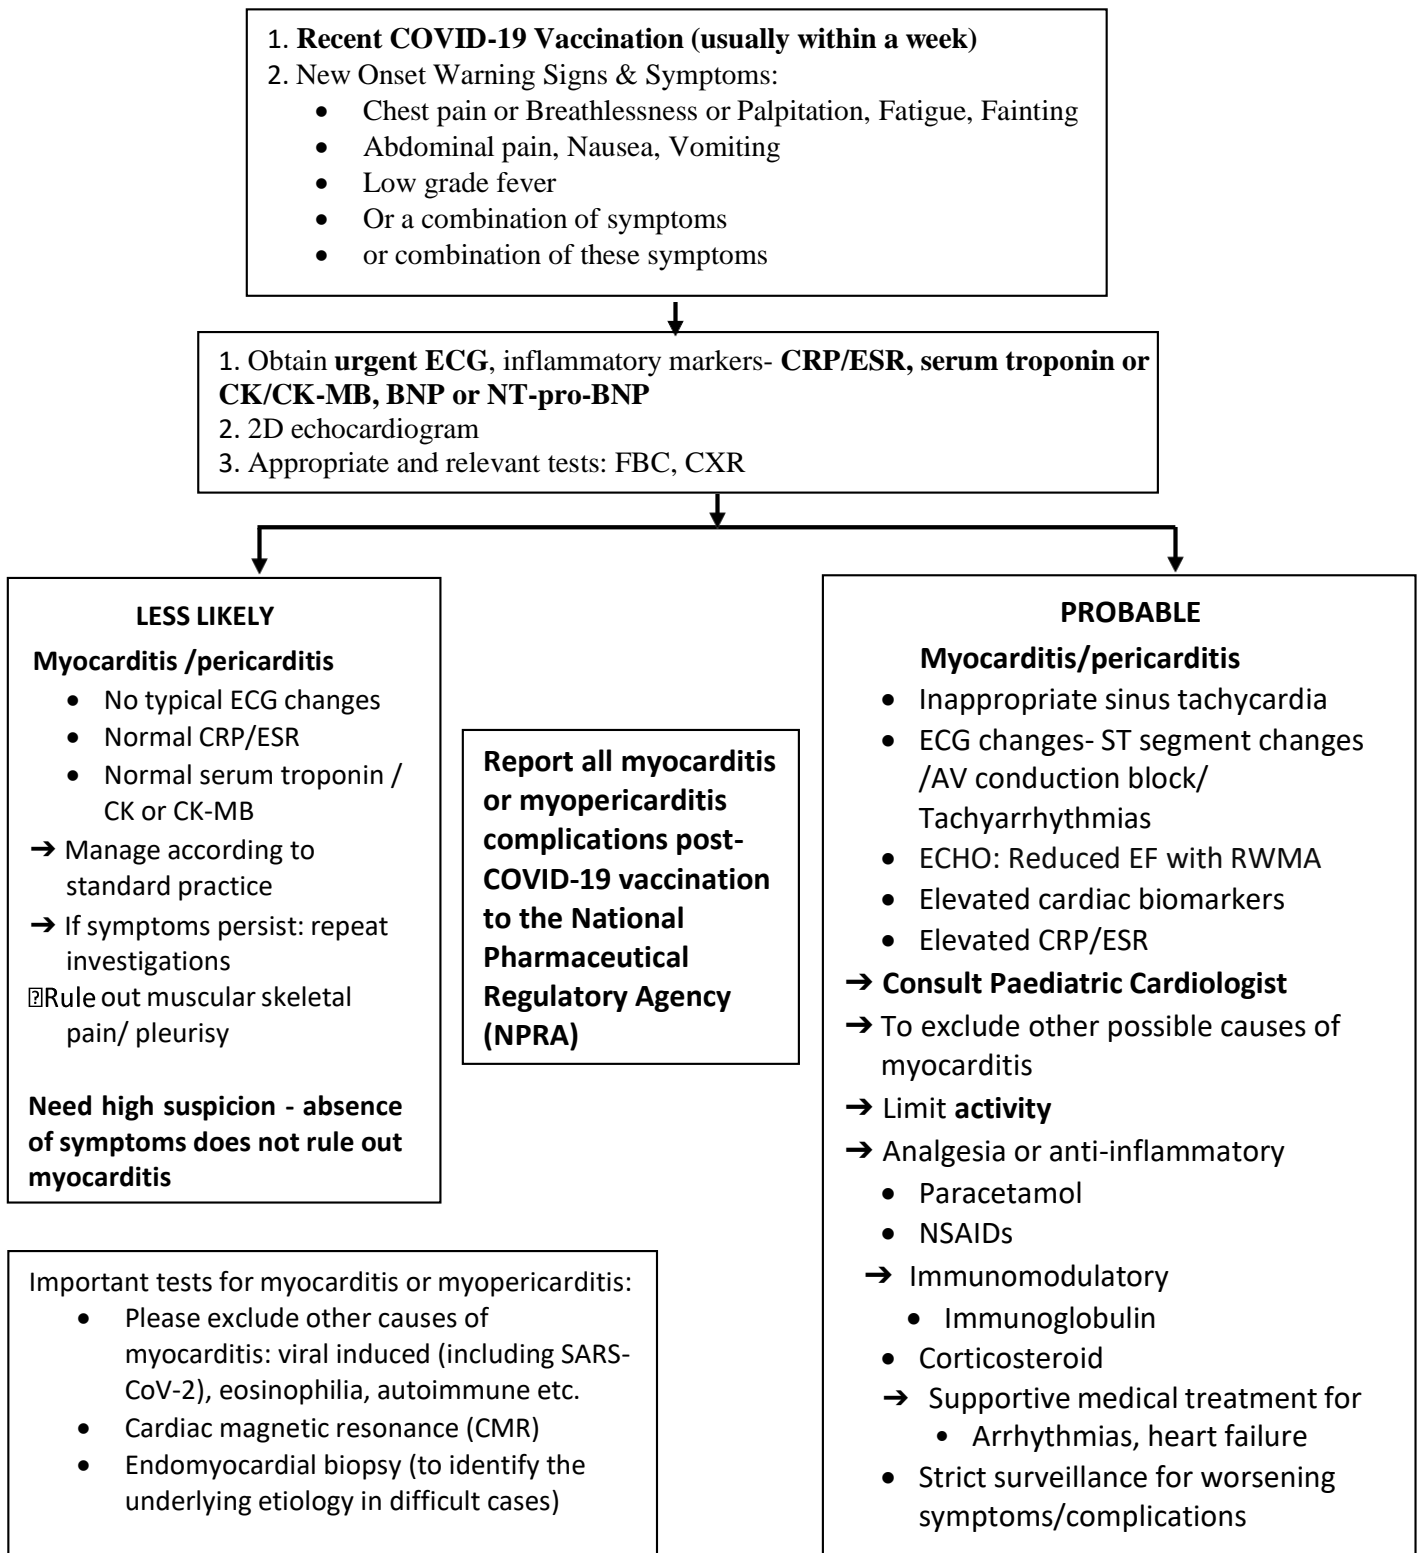 1. Recent COVID-19 Vaccination (usually within a week)
2. New Onset Warning Signs & Symptoms:
• Chest pain or Breathlessness or Palpitation, Fatigue, Fainting
• Abdominal pain, Nausea, Vomiting
• Low grade fever
• Or a combination of symptoms
• or combination of these symptoms
1. Obtain urgent ECG, inflammatory markers- CRP/ESR, serum troponin or
CK/CK-MB, BNP or NT-pro-BNP
2. 2D echocardiogram
3. Appropriate and relevant tests: FBC, CXR
LESS LIKELY
Myocarditis /pericarditis
• No typical ECG changes
• Normal CRP/ESR
• Normal serum troponin /
CK or CK-MB
➔ Manage according to
standard practice
➔ If symptoms persist: repeat
investigations
⍰Rule out muscular skeletal
pain/ pleurisy
Need high suspicion - absence
of symptoms does not rule out
myocarditis
Report all myocarditis
or myopericarditis
complications post-
COVID-19 vaccination
to the National
Pharmaceutical
Regulatory Agency
(NPRA)
PROBABLE
Myocarditis/pericarditis
• Inappropriate sinus tachycardia
• ECG changes- ST segment changes
/AV conduction block/
Tachyarrhythmias
• ECHO: Reduced EF with RWMA
• Elevated cardiac biomarkers
• Elevated CRP/ESR
➔ Consult Paediatric Cardiologist
➔ To exclude other possible causes of
myocarditis
➔ Limit activity
➔ Analgesia or anti-inflammatory
• Paracetamol
• NSAIDs
➔ Immunomodulatory
• Immunoglobulin
• Corticosteroid
➔ Supportive medical treatment for
• Arrhythmias, heart failure
• Strict surveillance for worsening
symptoms/complications
Important tests for myocarditis or myopericarditis:
• Please exclude other causes of
myocarditis: viral induced (including SARS-
CoV-2), eosinophilia, autoimmune etc.
• Cardiac magnetic resonance (CMR)
• Endomyocardial biopsy (to identify the
underlying etiology in difficult cases)